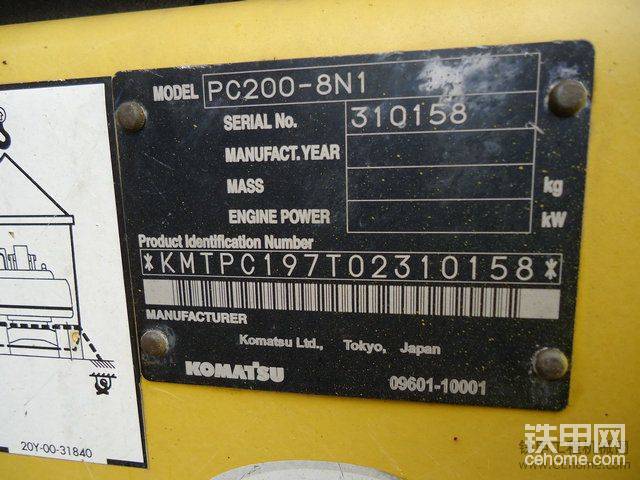 MODEL PC200-8N1
SERIAL No. 310158
MANUFACT. YEAR
MASS kg
ENGINE POWER kW
Product Identification Number
*KMTPC197T02310158*
MANUFACTURER
Komatsu Ltd., Tokyo, Japan
KOMATSU 09601-10001
20Y-00-31840
铁甲网
cehome.com